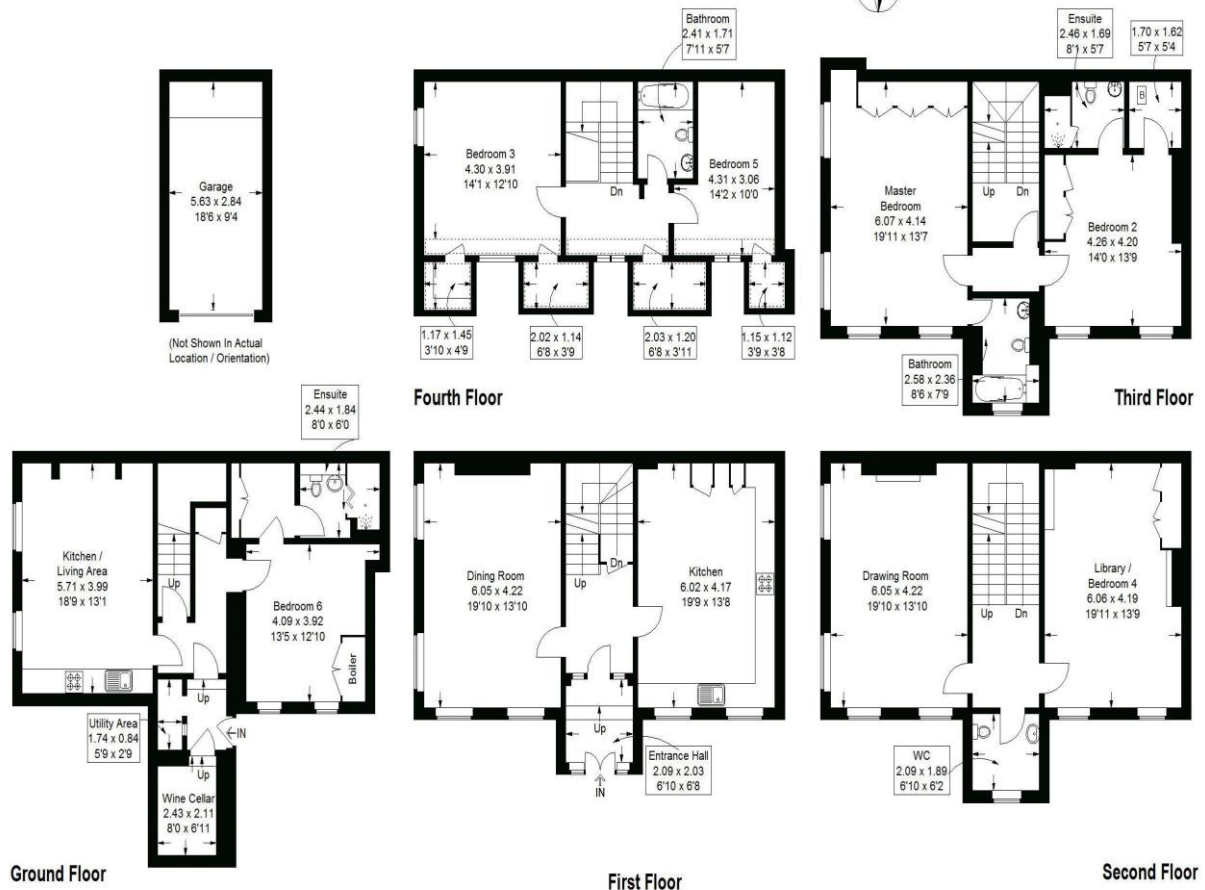 Garage
5.63 x 2.84
18'6 x 9'4
(Not Shown In Actual
Location / Orientation)
Bathroom
2.41 x 1.71
7'11 x 5'7
Bedroom 3
4.30 x 3.91
14'1 x 12'10
Dn
Bedroom 5
4.31 x 3.06
14'2 x 10'0
1.17 x 1.45
3'10 x 4'9
2.02 x 1.14
6'8 x 3'9
2.03 x 1.20
6'8 x 3'11
1.15 x 1.12
3'9 x 3'8
Fourth Floor
Ensuite
2.46 x 1.69
8'1 x 5'7
1.70 x 1.62
5'7 x 5'4
B
Master
Bedroom
6.07 x 4.14
19'11 x 13'7
Up
Dn
Bedroom 2
4.26 x 4.20
14'0 x 13'9
Bathroom
2.58 x 2.36
8'6 x 7'9
Third Floor
Ensuite
2.44 x 1.84
8'0 x 6'0
Kitchen /
Living Area
5.71 x 3.99
18'9 x 13'1
Up
Bedroom 6
4.09 x 3.92
13'5 x 12'10
Boiler
Up
Utility Area
1.74 x 0.84
5'9 x 2'9
IN
Up
Wine Cellar
2.43 x 2.11
8'0 x 6'11
Ground Floor
Dining Room
6.05 x 4.22
19'10 x 13'10
Up
Dn
Kitchen
6.02 x 4.17
19'9 x 13'8
Up
Entrance Hall
2.09 x 2.03
6'10 x 6'8
IN
First Floor
Drawing Room
6.05 x 4.22
19'10 x 13'10
Up
Dn
Library /
Bedroom 4
6.06 x 4.19
19'11 x 13'9
WC
2.09 x 1.89
6'10 x 6'2
Second Floor